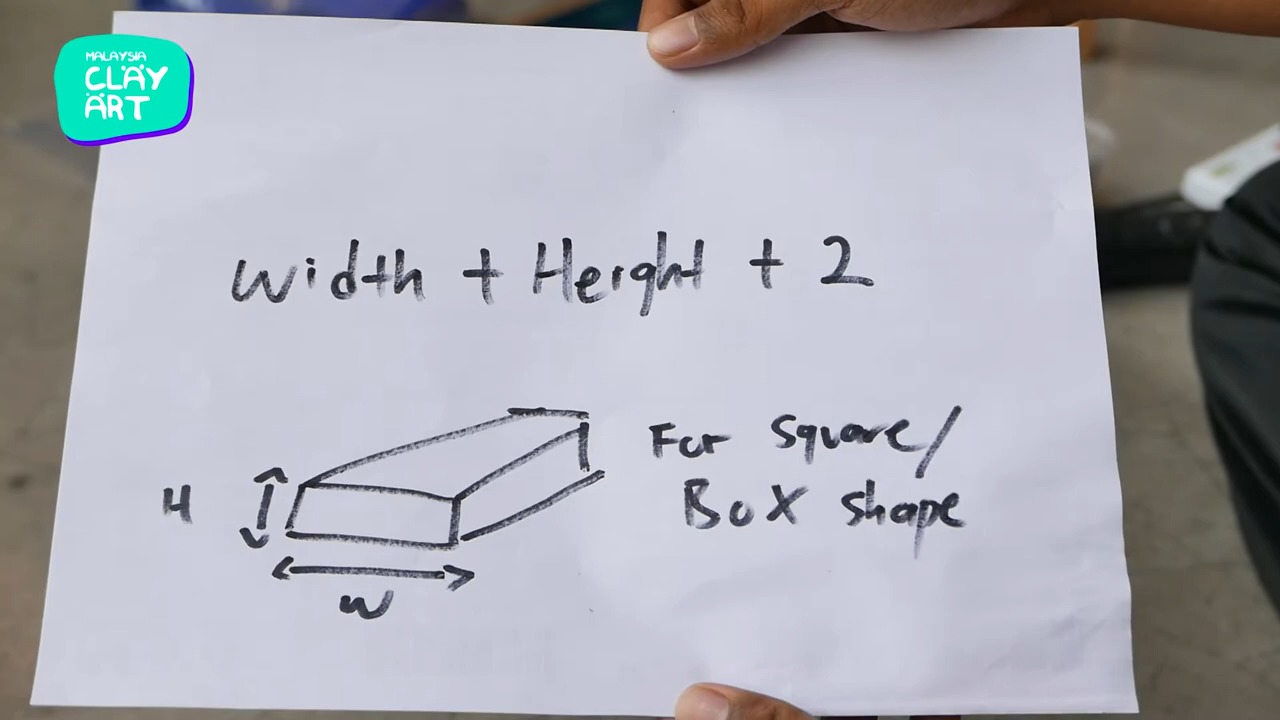 MALAYSIA
CLAY
ART
Width + Height + 2
For Square/
Box shape
H
W